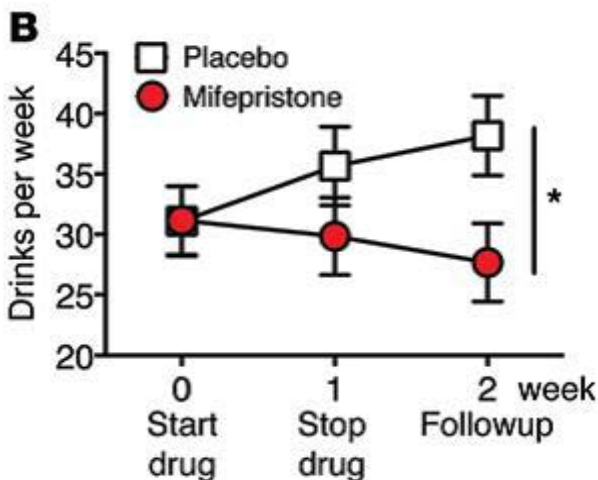 B
Placebo
Mifepristone
Drinks per week
45
40
35
30
25
20
*
0 1 2 week
Start Stop Followup
drug drug